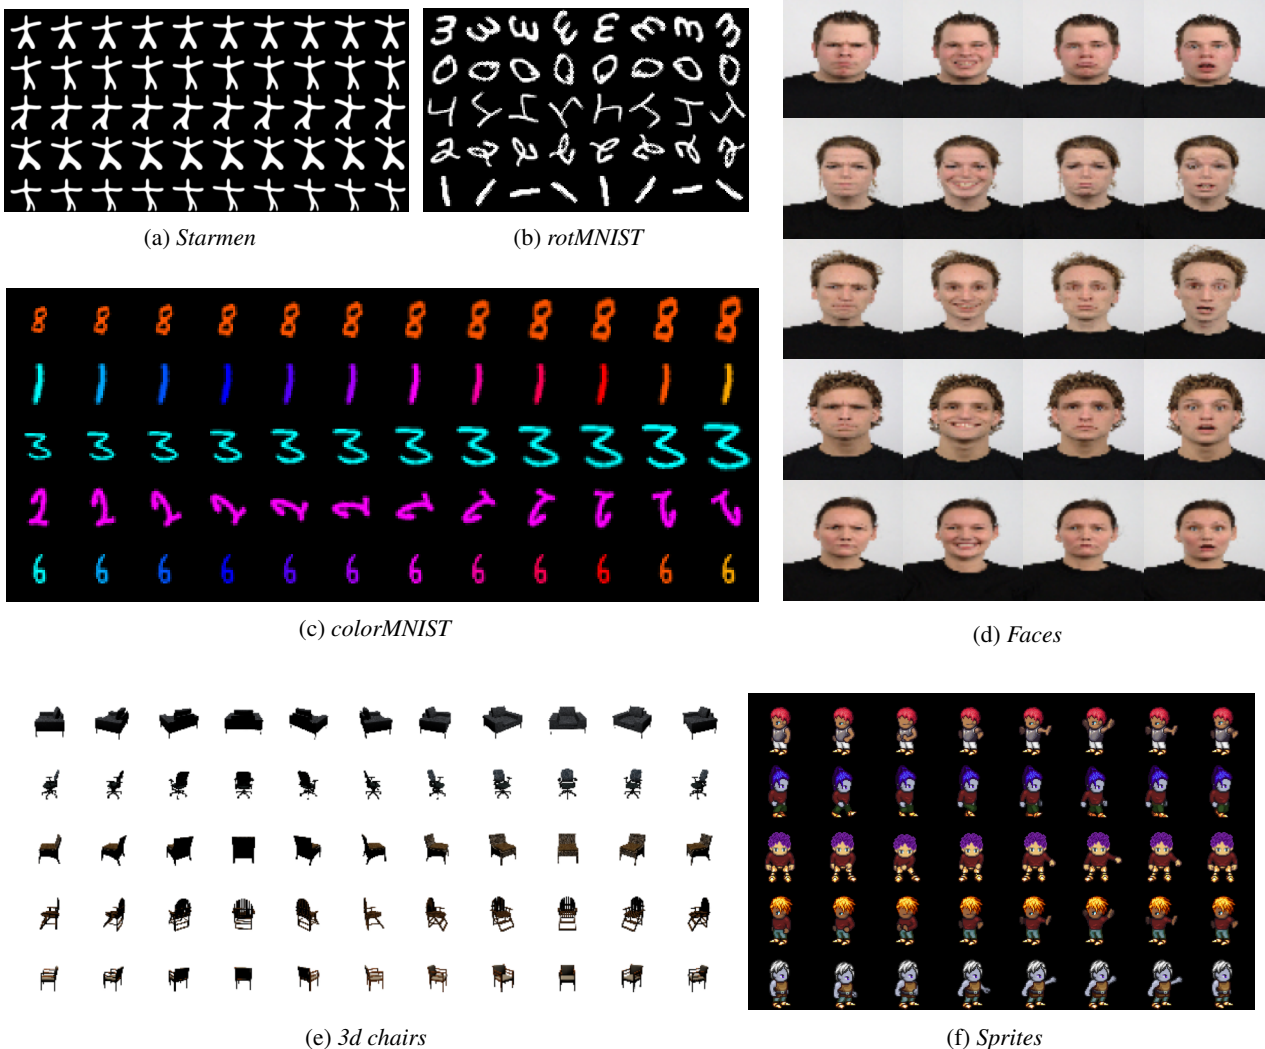 (a) Starmen
(b) rotMNIST
(c) colorMNIST
(d) Faces
(e) 3d chairs
(f) Sprites